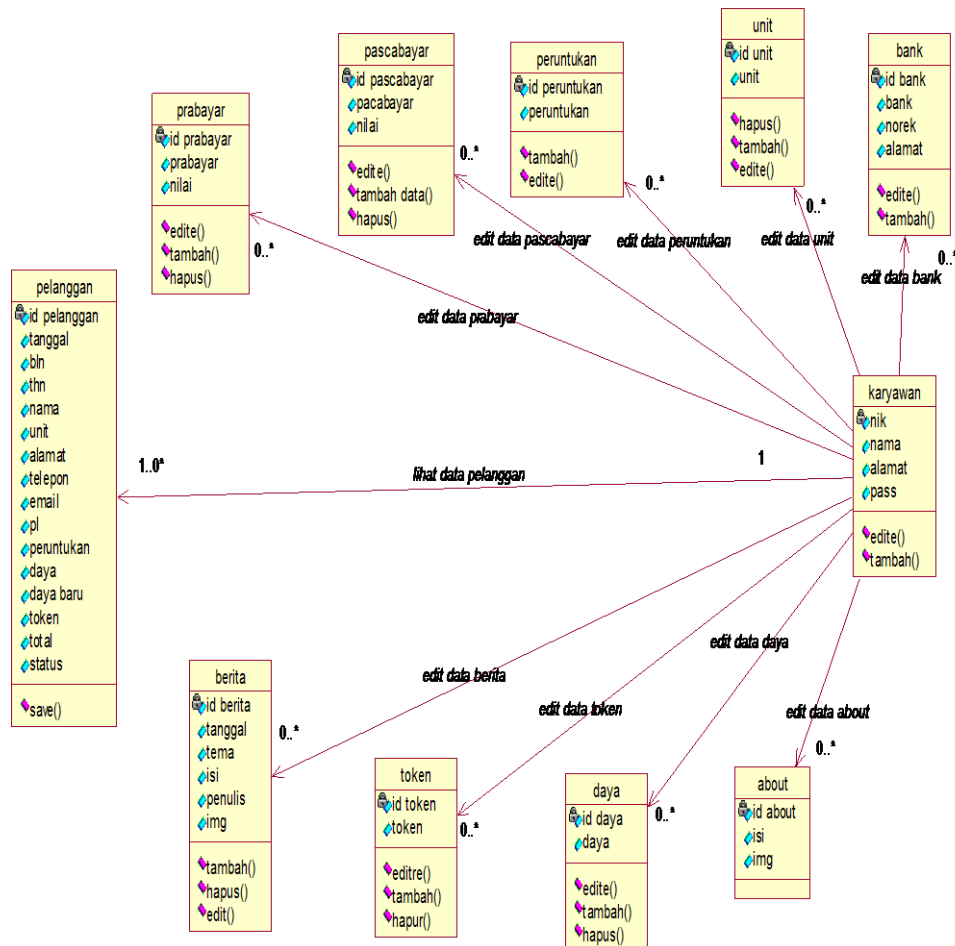 unit
id unit
unit
hapus()
tambah()
edite()
0..*
bank
id bank
bank
norek
alamat
edite()
tambah()
0..*
peruntukan
id peruntukan
peruntukan
tambah()
edite()
0..*
pascabayar
id pascabayar
pacabayar
nilai
edite()
tambah data()
hapus()
0..*
prabayar
id prabayar
prabayar
nilai
edite()
tambah()
hapus()
0..*
edit data pascabayar
edit data peruntukan
edit data unit
edit data bank
edit data prabayar
pelanggan
id pelanggan
tanggal
bln
thn
nama
unit
alamat
telepon
email
pl
peruntukan
daya
daya baru
token
total
status
save()
1..0*
lihat data pelanggan
1
karyawan
nik
nama
alamat
pass
edite()
tambah()
edit data berita
edit data token
edit data daya
edit data about
berita
id berita
tanggal
tema
isi
penulis
img
tambah()
hapus()
edit()
0..*
token
id token
token
editre()
tambah()
hapur()
0..*
daya
id daya
daya
edite()
tambah()
hapus()
0..*
about
id about
isi
img
0..*